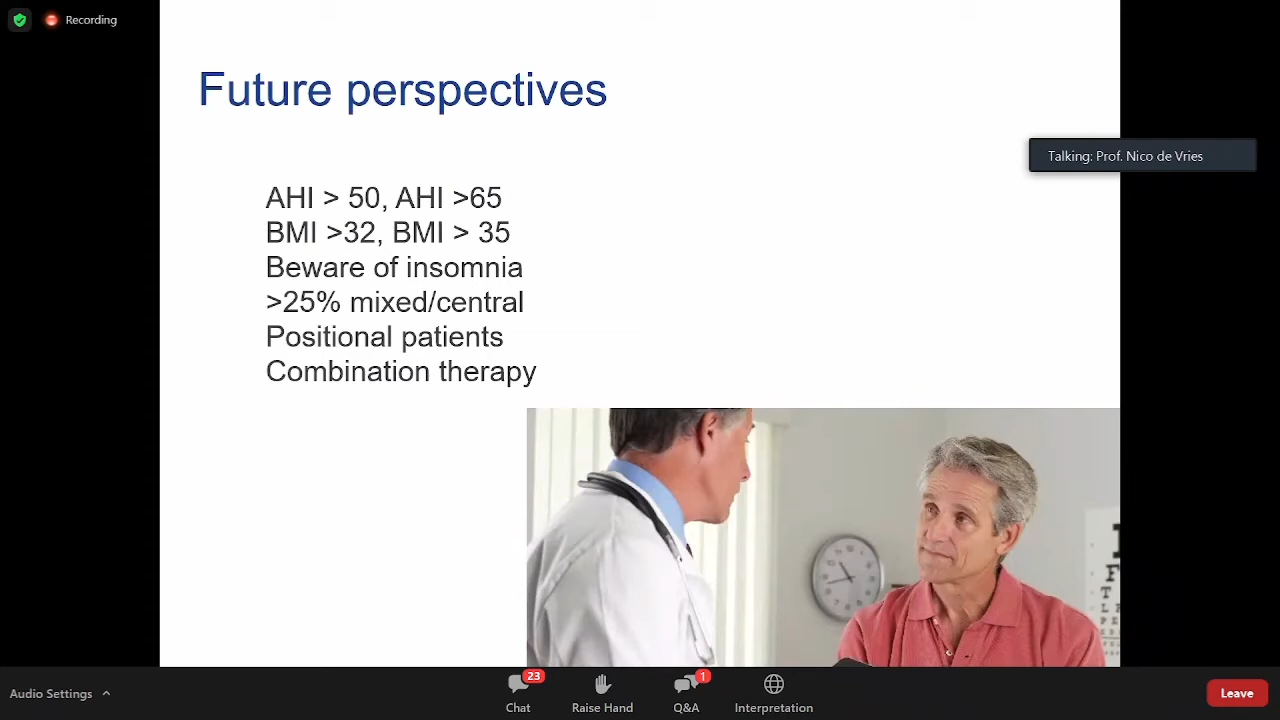 Recording
Future perspectives
Talking: Prof. Nico de Vries
AHI > 50, AHI >65
BMI >32, BMI > 35
Beware of insomnia
>25% mixed/central
Positional patients
Combination therapy
Audio Settings
23
Chat
Raise Hand
1
Q&A
Interpretation
Leave